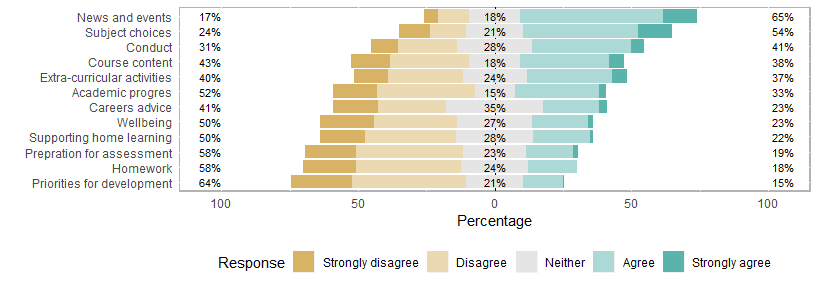 News and events 17% 18% 65%
Subject choices 24% 21% 54%
Conduct 31% 28% 41%
Course content 43% 18% 38%
Extra-curricular activities 40% 24% 37%
Academic progres 52% 15% 33%
Careers advice 41% 35% 23%
Wellbeing 50% 27% 23%
Supporting home learning 50% 28% 22%
Prepration for assessment 58% 23% 19%
Homework 58% 24% 18%
Priorities for development 64% 21% 15%
100 50 0 50 100
Percentage
Response Strongly disagree Disagree Neither Agree Strongly agree